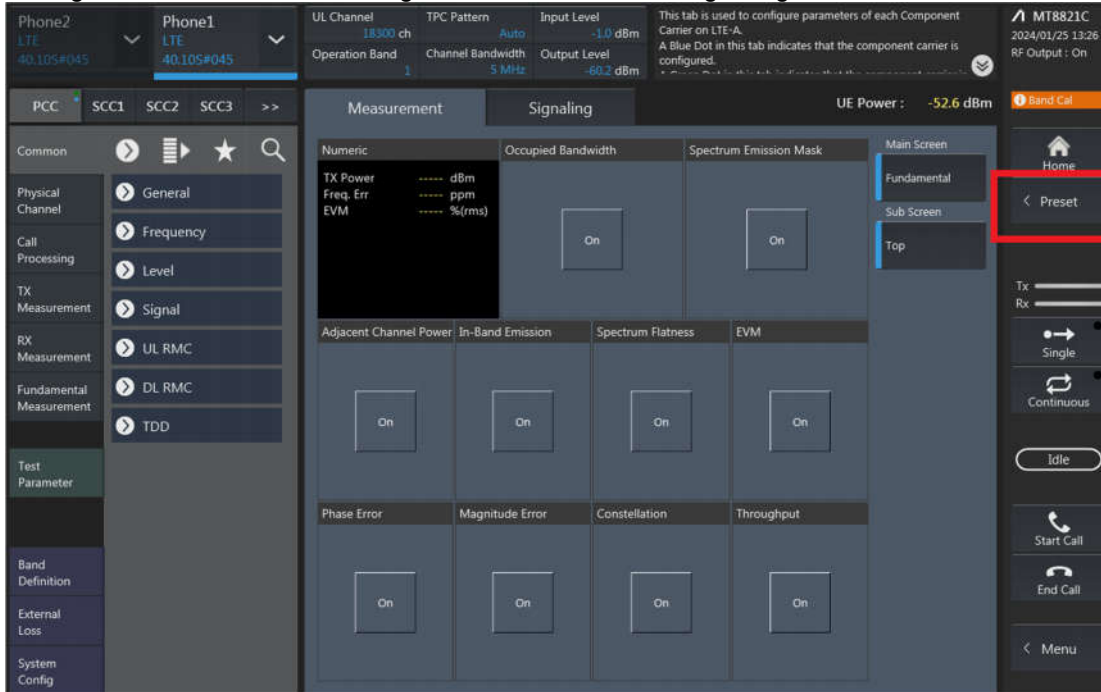 Phone2
LTE
40.10S#045
Phone1
LTE
40.10S#045
UL Channel
18300 ch
TPC Pattern
Auto
Input Level
-1.0 dBm
Operation Band
1
Channel Bandwidth
5 MHz
Output Level
-60.2 dBm
This tab is used to configure parameters of each Component
Carrier on LTE-A.
A Blue Dot in this tab indicates that the component carrier is
configured.
MT8821C
2024/01/25 13:26
RF Output : On
PCC
SCC1
SCC2
SCC3
>>
Measurement
Signaling
UE Power : -52.6 dBm
Band Cal
Common
Physical
Channel
Call
Processing
TX
Measurement
RX
Measurement
Fundamental
Measurement
Test
Parameter
Band
Definition
External
Loss
System
Config
General
Frequency
Level
Signal
UL RMC
DL RMC
TDD
Numeric
TX Power ----- dBm
Freq. Err ----- ppm
EVM ----- %(rms)
Occupied Bandwidth
On
Spectrum Emission Mask
On
Adjacent Channel Power
On
In-Band Emission
On
Spectrum Flatness
On
EVM
On
Phase Error
On
Magnitude Error
On
Constellation
On
Throughput
On
Main Screen
Fundamental
Sub Screen
Top
Home
< Preset
Tx
Rx
Single
Continuous
Idle
Start Call
End Call
< Menu